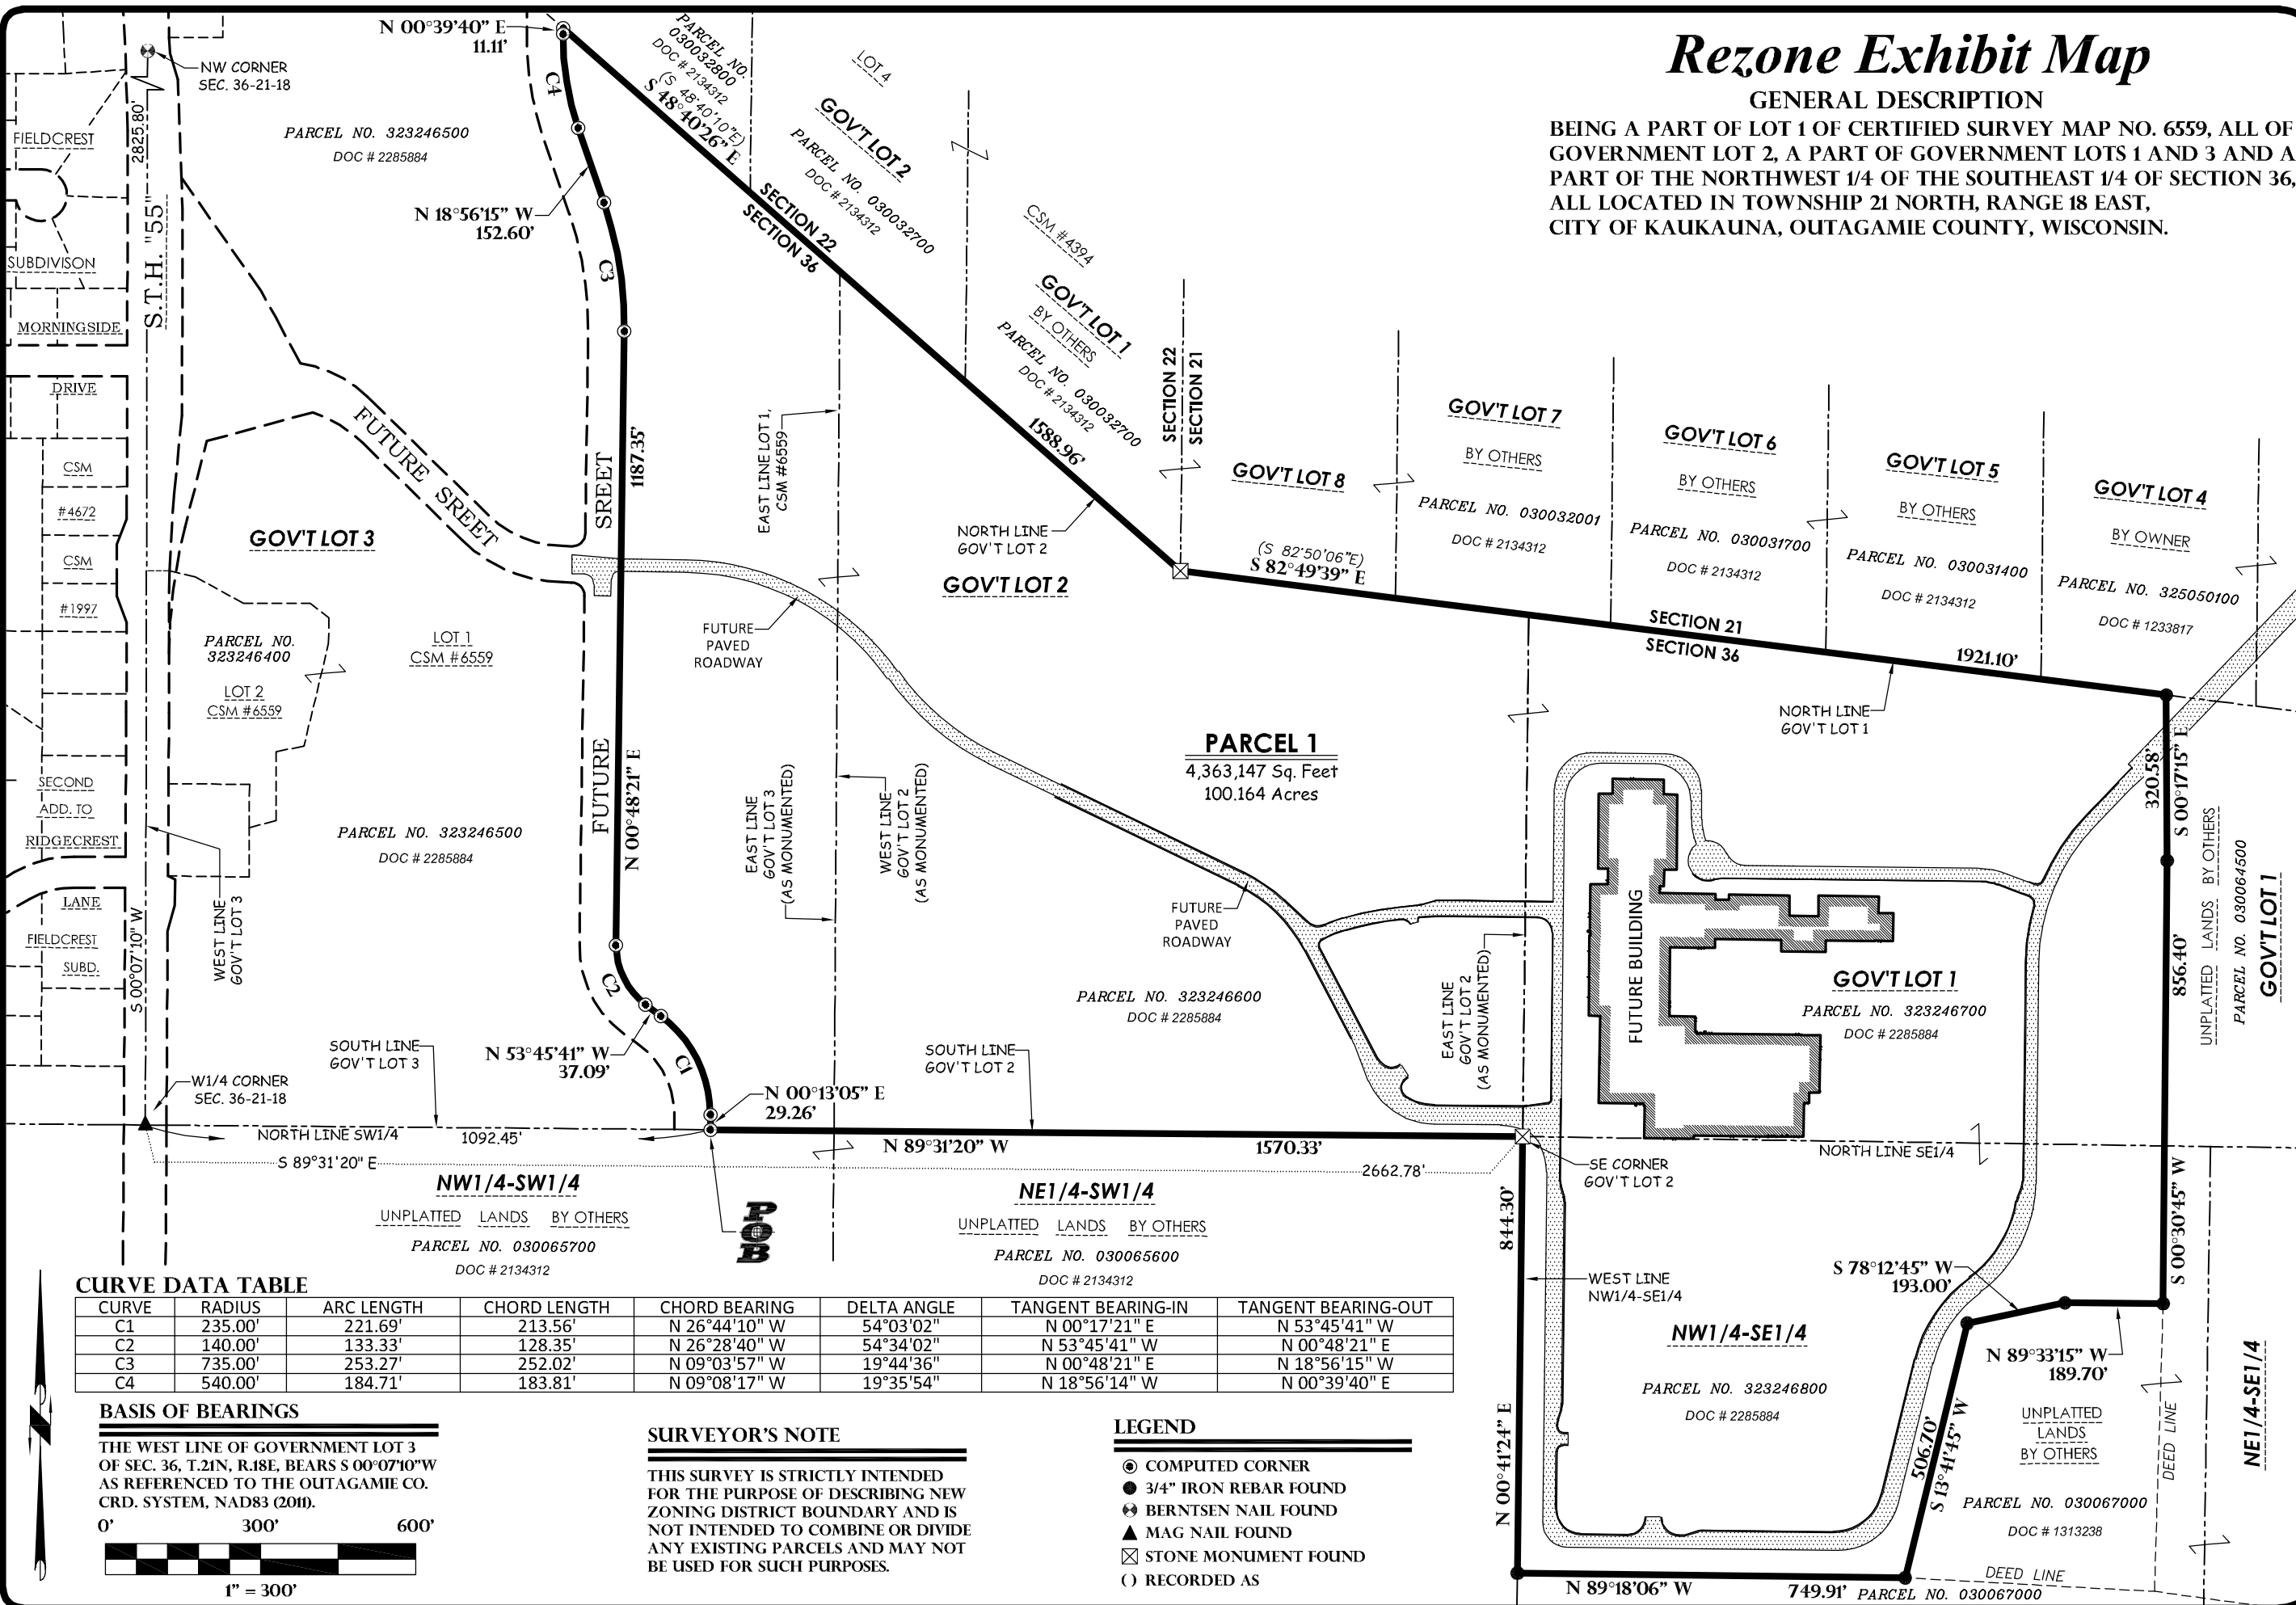 Rezone Exhibit Map
GENERAL DESCRIPTION
BEING A PART OF LOT 1 OF CERTIFIED SURVEY MAP NO. 6559, ALL OF
GOVERNMENT LOT 2, A PART OF GOVERNMENT LOTS 1 AND 3 AND A
PART OF THE NORTHWEST 1/4 OF THE SOUTHEAST 1/4 OF SECTION 36,
ALL LOCATED IN TOWNSHIP 21 NORTH, RANGE 18 EAST,
CITY OF KAUKAUNA, OUTAGAMIE COUNTY, WISCONSIN.
N 00°39'40" E
11.11'
NW CORNER
SEC. 36-21-18
2825.80'
S.T.H. "55"
FIELDCREST
SUBDIVISON
MORNINGSIDE
DRIVE
CSM
#4672
CSM
#1997
SECOND
ADD. TO
RIDGECREST
LANE
FIELDCREST
SUBD.
PARCEL NO. 323246500
DOC # 2285884
C4
N 18°56'15" W
152.60'
C3
PARCEL NO.
030032800
DOC # 2134312
(S 48°40'10"E)
S 48°40'26" E
LOT 4
GOV'T LOT 2
PARCEL NO. 030032700
DOC # 2134312
SECTION 22
SECTION 36
CSM #4394
GOV'T LOT 1
BY OTHERS
PARCEL NO. 030032700
DOC # 2134312
1588.96'
SECTION 22
SECTION 21
GOV'T LOT 8
GOV'T LOT 7
BY OTHERS
PARCEL NO. 030032001
DOC # 2134312
GOV'T LOT 6
BY OTHERS
PARCEL NO. 030031700
DOC # 2134312
GOV'T LOT 5
BY OTHERS
PARCEL NO. 030031400
DOC # 2134312
GOV'T LOT 4
BY OWNER
PARCEL NO. 325050100
DOC # 1233817
(S 82°50'06"E)
S 82°49'39" E
SECTION 21
SECTION 36
1921.10'
NORTH LINE
GOV'T LOT 1
NORTH LINE
GOV'T LOT 2
GOV'T LOT 2
FUTURE SREET
GOV'T LOT 3
FUTURE SREET
1187.35'
N 00°48'21" E
EAST LINE LOT 1,
CSM #6559
PARCEL NO.
323246400
LOT 2
CSM #6559
LOT 1
CSM #6559
FUTURE
PAVED
ROADWAY
PARCEL 1
4,363,147 Sq. Feet
100.164 Acres
EAST LINE
GOV'T LOT 3
(AS MONUMENTED)
WEST LINE
GOV'T LOT 2
(AS MONUMENTED)
PARCEL NO. 323246500
DOC # 2285884
WEST LINE
GOV'T LOT 3
S 00°07'10" W
FUTURE
PAVED
ROADWAY
PARCEL NO. 323246600
DOC # 2285884
EAST LINE
GOV'T LOT 2
(AS MONUMENTED)
FUTURE BUILDING
GOV'T LOT 1
PARCEL NO. 323246700
DOC # 2285884
320.58'
S 00°17'15" E
856.40'
S 00°30'45" W
UNPLATTED LANDS BY OTHERS
PARCEL NO. 030064500
GOV'T LOT 1
C2
N 53°45'41" W
37.09'
C1
N 00°13'05" E
29.26'
SOUTH LINE
GOV'T LOT 3
SOUTH LINE
GOV'T LOT 2
W1/4 CORNER
SEC. 36-21-18
NORTH LINE SW1/4
1092.45'
S 89°31'20" E
2662.78'
N 89°31'20" W
1570.33'
SE CORNER
GOV'T LOT 2
NORTH LINE SE1/4
NW1/4-SW1/4
UNPLATTED LANDS BY OTHERS
PARCEL NO. 030065700
DOC # 2134312
POB
NE1/4-SW1/4
UNPLATTED LANDS BY OTHERS
PARCEL NO. 030065600
DOC # 2134312
844.30'
N 00°41'24" E
WEST LINE
NW1/4-SE1/4
NW1/4-SE1/4
PARCEL NO. 323246800
DOC # 2285884
S 78°12'45" W
193.00'
N 89°33'15" W
189.70'
506.70'
S 13°41'45" W
UNPLATTED
LANDS
BY OTHERS
PARCEL NO. 030067000
DOC # 1313238
DEED LINE
DEED LINE
NE1/4-SE1/4
N 89°18'06" W
749.91'
PARCEL NO. 030067000
CURVE DATA TABLE
CURVE RADIUS ARC LENGTH CHORD LENGTH CHORD BEARING DELTA ANGLE TANGENT BEARING-IN TANGENT BEARING-OUT
C1 235.00' 221.69' 213.56' N 26°44'10" W 54°03'02" N 00°17'21" E N 53°45'41" W
C2 140.00' 133.33' 128.35' N 26°28'40" W 54°34'02" N 53°45'41" W N 00°48'21" E
C3 735.00' 253.27' 252.02' N 09°03'57" W 19°44'36" N 00°48'21" E N 18°56'15" W
C4 540.00' 184.71' 183.81' N 09°08'17" W 19°35'54" N 18°56'14" W N 00°39'40" E
BASIS OF BEARINGS
THE WEST LINE OF GOVERNMENT LOT 3
OF SEC. 36, T.21N, R.18E, BEARS S 00°07'10"W
AS REFERENCED TO THE OUTAGAMIE CO.
CRD. SYSTEM, NAD83 (2011).
0' 300' 600'
1" = 300'
SURVEYOR'S NOTE
THIS SURVEY IS STRICTLY INTENDED
FOR THE PURPOSE OF DESCRIBING NEW
ZONING DISTRICT BOUNDARY AND IS
NOT INTENDED TO COMBINE OR DIVIDE
ANY EXISTING PARCELS AND MAY NOT
BE USED FOR SUCH PURPOSES.
LEGEND
COMPUTED CORNER
3/4" IRON REBAR FOUND
BERNTSEN NAIL FOUND
MAG NAIL FOUND
STONE MONUMENT FOUND
( ) RECORDED AS